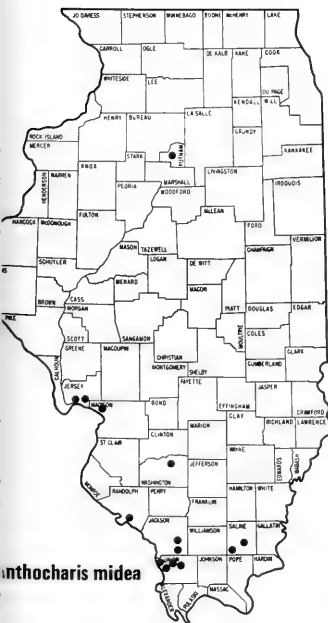 JO DAVIESS STEPHENSON WINNEBAGO BOONE McHENRY LAKE
CARROLL OGLE DE KALB KANE COOK
DU PAGE
WHITESIDE LEE
KENDALL WILL
HENRY BUREAU LA SALLE
ROCK ISLAND GRUNDY
MERCER PUTNAM
STARK KANKAKEE
KNOX MARSHALL LIVINGSTON
HENDERSON WARREN PEORIA WOODFORD IROQUOIS
FULTON McLEAN
HANCOCK McDONOUGH FORD
MASON TAZEWELL VERMILION
SCHUYLER LOGAN DE WITT CHAMPAIGN
MENARD
BROWN CASS MACON
MORGAN PIATT DOUGLAS EDGAR
PIKE MOULTRIE COLES
SCOTT SANGAMON
CHRISTIAN CLARK
GREENE MACOUPIN MONTGOMERY SHELBY CUMBERLAND
CALHOUN FAYETTE
JERSEY JASPER
BOND EFFINGHAM CRAWFORD
MADISON CLAY
RICHLAND LAWRENCE
MARION
CLINTON
ST CLAIR WAYNE EDWARDS WABASH
JEFFERSON
WASHINGTON
MONROE RANDOLPH PERRY HAMILTON WHITE
FRANKLIN
JACKSON SALINE GALLATIN
WILLIAMSON
JOHNSON POPE HARDIN
ALEXANDER PULASKI MASSAC
nthocharis midea